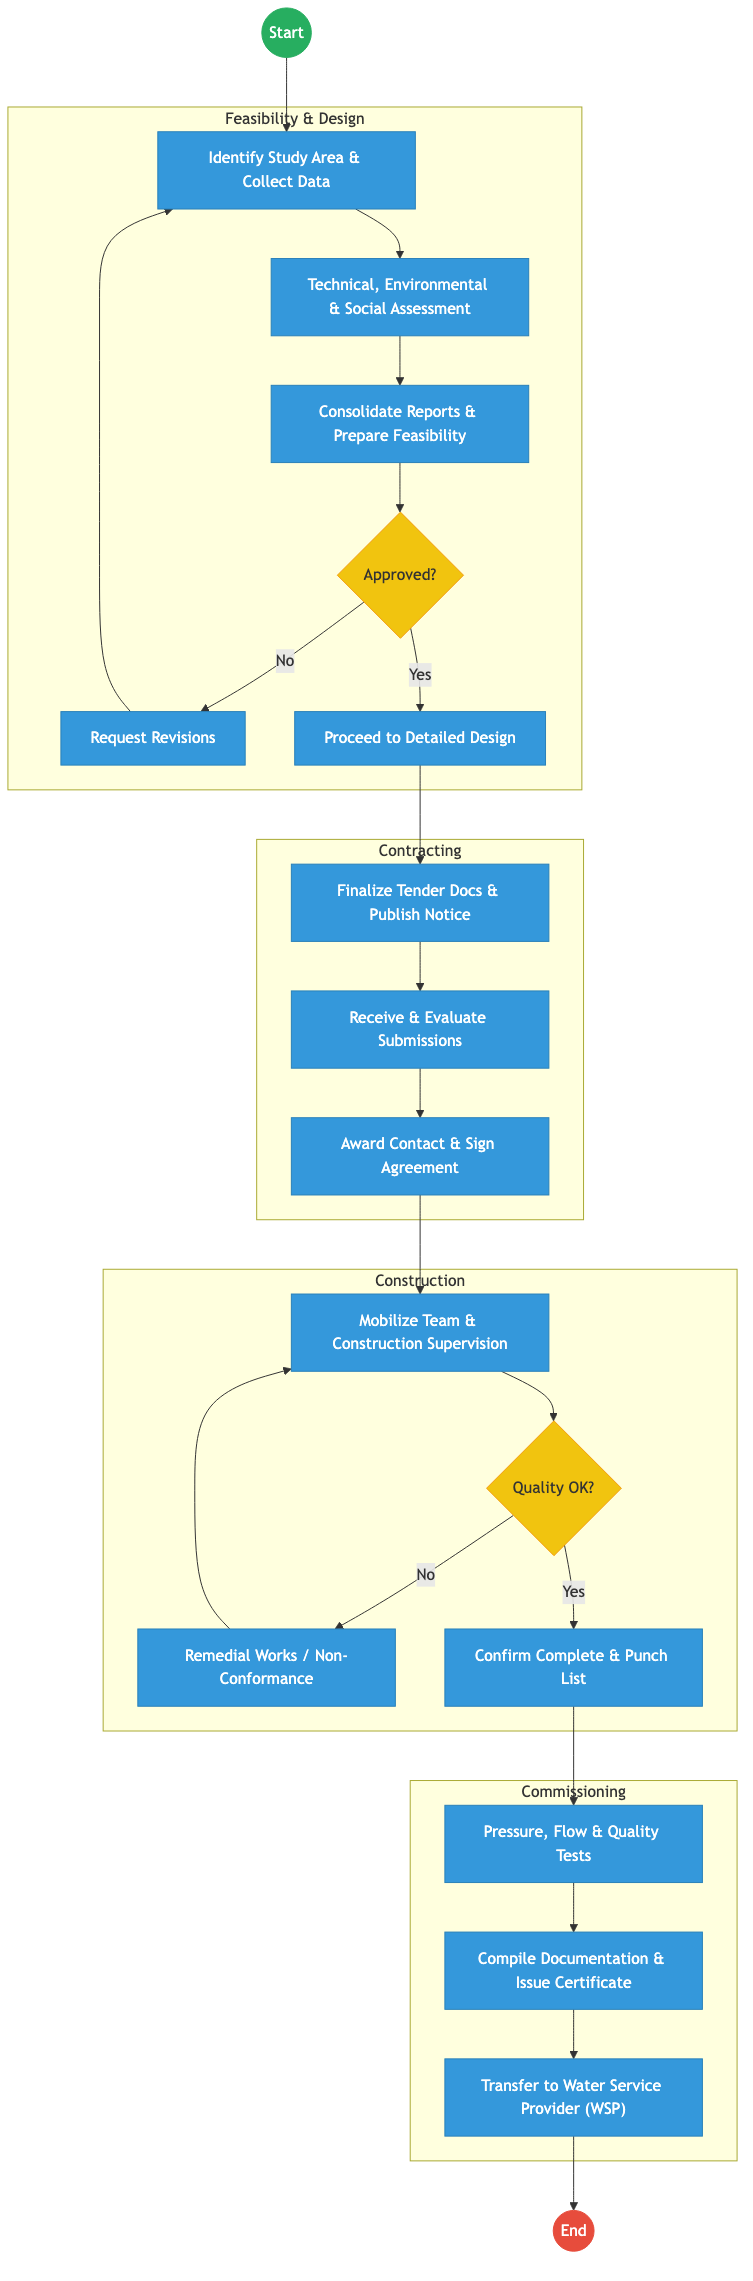 Start
Feasibility & Design
Identify Study Area &
Collect Data
Technical, Environmental
& Social Assessment
Consolidate Reports &
Prepare Feasibility
Approved?
No
Yes
Request Revisions
Proceed to Detailed Design
Contracting
Finalize Tender Docs &
Publish Notice
Receive & Evaluate
Submissions
Award Contact & Sign
Agreement
Construction
Mobilize Team &
Construction Supervision
Quality OK?
No
Yes
Remedial Works / Non-
Conformance
Confirm Complete & Punch
List
Commissioning
Pressure, Flow & Quality
Tests
Compile Documentation &
Issue Certificate
Transfer to Water Service
Provider (WSP)
End